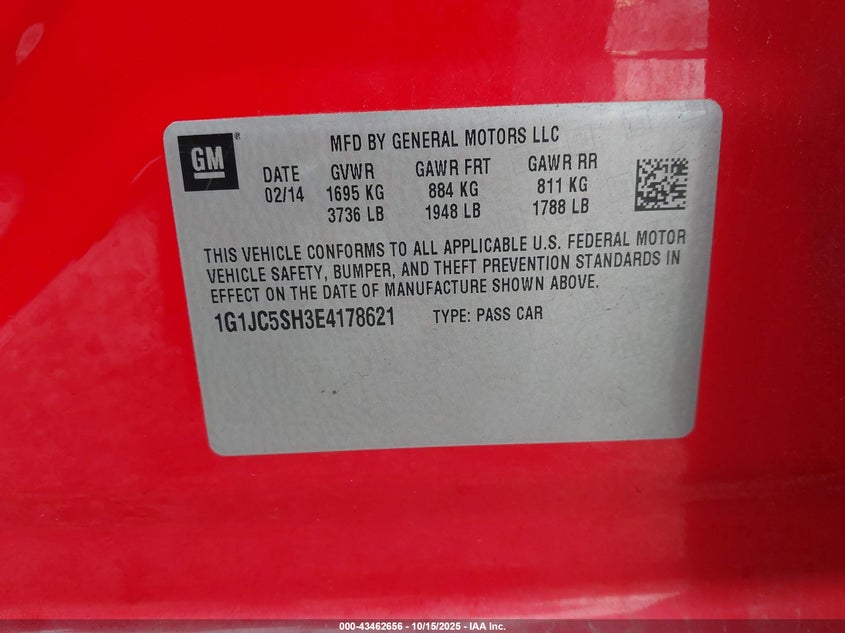 GM®
MFD BY GENERAL MOTORS LLC
DATE GVWR GAWR FRT GAWR RR
02/14 1695 KG 884 KG 811 KG
3736 LB 1948 LB 1788 LB
THIS VEHICLE CONFORMS TO ALL APPLICABLE U.S. FEDERAL MOTOR
VEHICLE SAFETY, BUMPER, AND THEFT PREVENTION STANDARDS IN
EFFECT ON THE DATE OF MANUFACTURE SHOWN ABOVE.
1G1JC5SH3E4178621 TYPE: PASS CAR
000-43462656 - 10/15/2025 - IAA Inc.